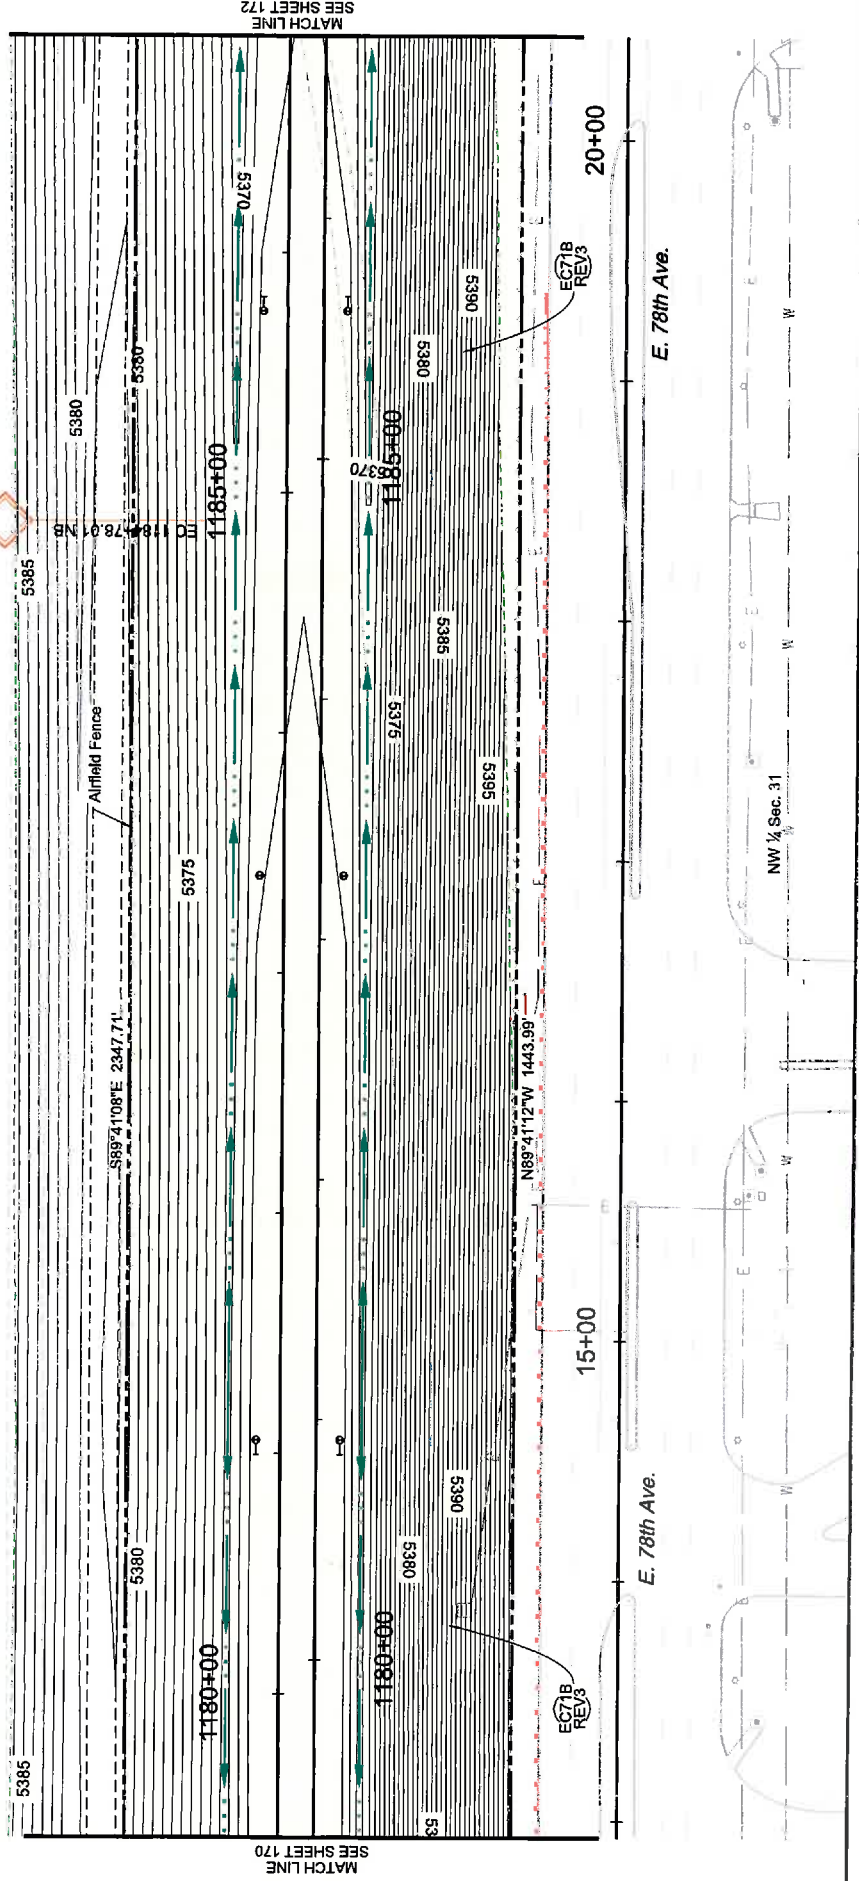 MATCH LINE
SEE SHEET 172
20+00
5370
EC71B
REV3
5390
E. 78th Ave.
5380
5380
5380
1185+00
5370
1185+00
EC 1184+78.01 NB
5385
5385
Airfield Fence
5375
5395
E
W
W
W
NW ¼ Sec. 31
5375
S89°41'08"E 2347.71'
N89°41'12"W 1443.99'
E
W
15+00
E
5390
E. 78th Ave.
W
5380
5380
1180+00
1180+00
EC71B
REV3
5385
53
MATCH LINE
SEE SHEET 170